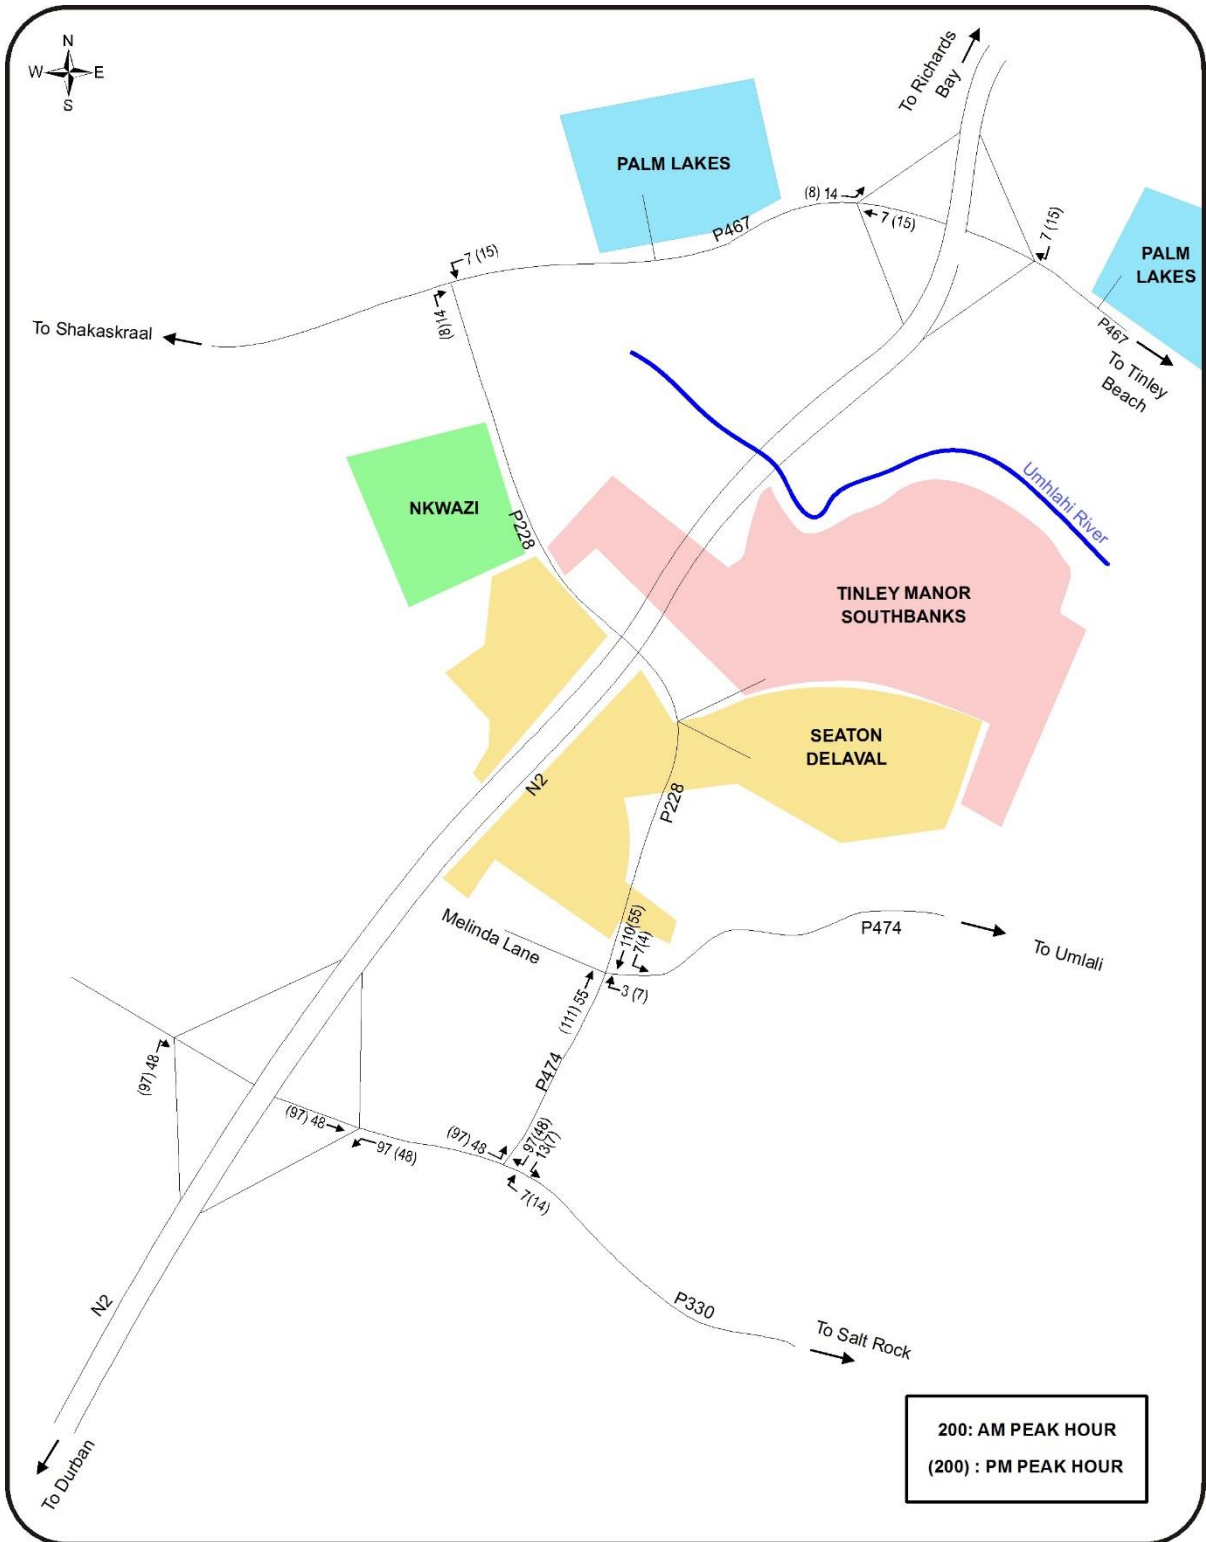 N
W E
S
To Richards
Bay
PALM LAKES
(8) 14
7 (15)
P467
7 (15)
PALM
LAKES
7 (15)
(8)14
To Shakaskraal
P467
To Tinley
Beach
Umhlahi River
NKWAZI
P228
TINLEY MANOR
SOUTHBANKS
SEATON
DELAVAL
N2
P228
Melinda Lane
110(55)
7(4)
P474
To Umlali
3 (7)
(111) 55
P474
(97) 48
(97) 48
97 (48)
(97) 48
97(48)
13(7)
7(14)
N2
P330
To Salt Rock
To Durban
200: AM PEAK HOUR
(200) : PM PEAK HOUR